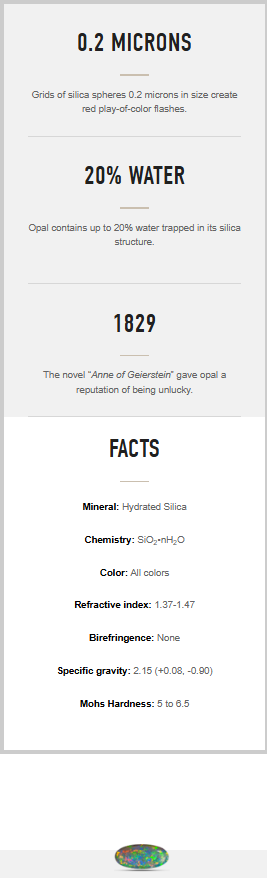 0.2 MICRONS
Grids of silica spheres 0.2 microns in size create
red play-of-color flashes.
20% WATER
Opal contains up to 20% water trapped in its silica
structure.
1829
The novel “Anne of Geierstein” gave opal a
reputation of being unlucky.
FACTS
Mineral: Hydrated Silica
Chemistry: SiO₂•nH₂O
Color: All colors
Refractive index: 1.37-1.47
Birefringence: None
Specific gravity: 2.15 (+0.08, -0.90)
Mohs Hardness: 5 to 6.5